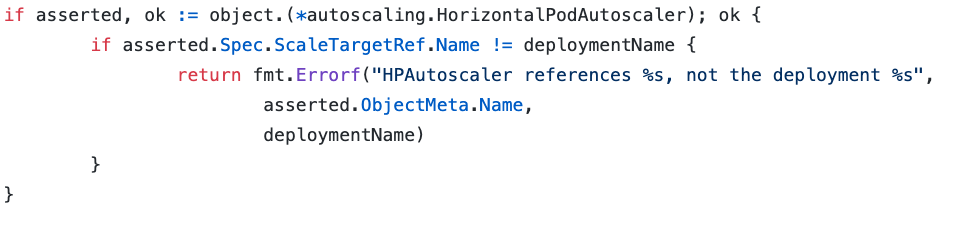 if asserted, ok := object.(*autoscaling.HorizontalPodAutoscaler); ok {
if asserted.Spec.ScaleTargetRef.Name != deploymentName {
return fmt.Errorf("HPAutoscaler references %s, not the deployment %s",
asserted.ObjectMeta.Name,
deploymentName)
}
}